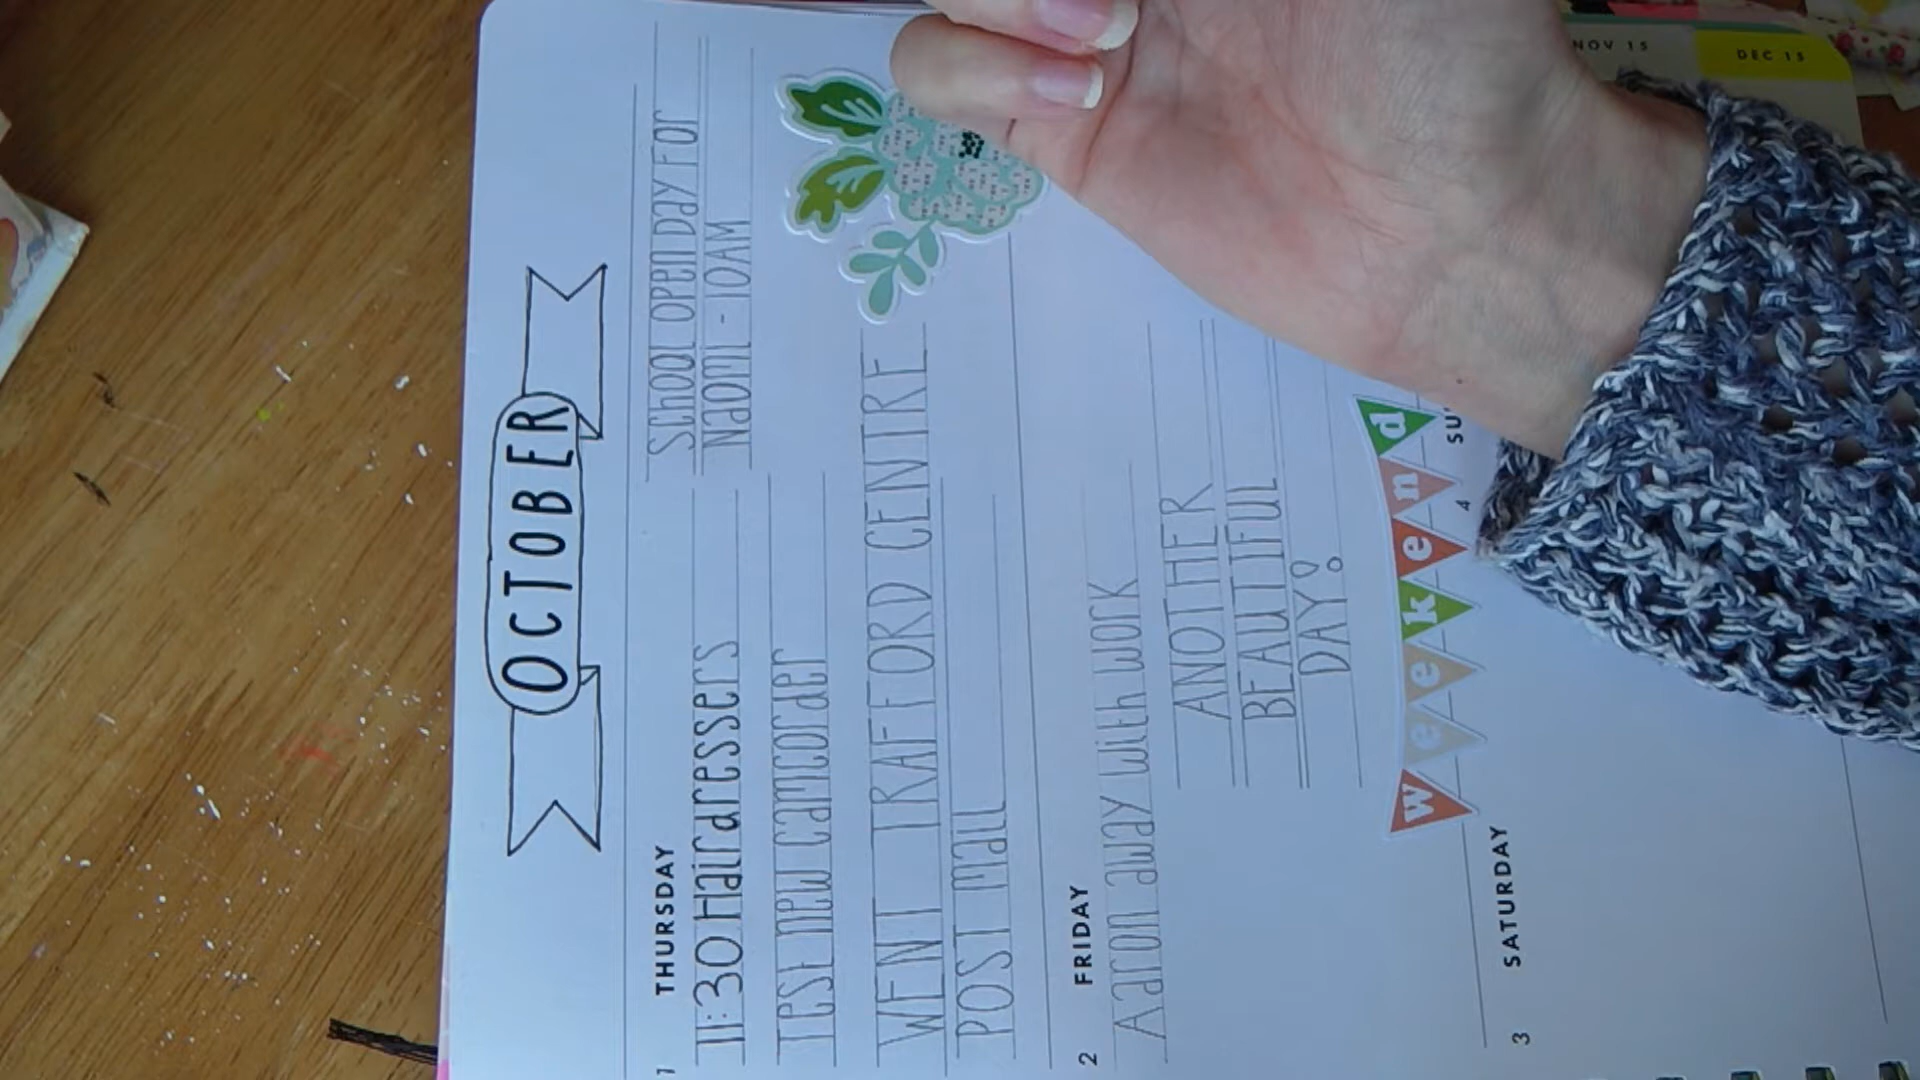 OCTOBER
1 THURSDAY
11:30 Hairdressers
Test new camcorder
WENT TRAFFORD CENTRE
POST Mail
School open day for
Naomi - 10AM
2 FRIDAY
Aaron away with work
ANOTHER
BEAUTIFUL
DAY!
weekend
3 SATURDAY
4 SU
NOV 15
DEC 15